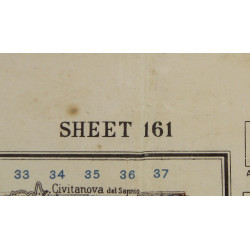 SHEET 161
33 34 35 36 37
Civitanova del Sannio